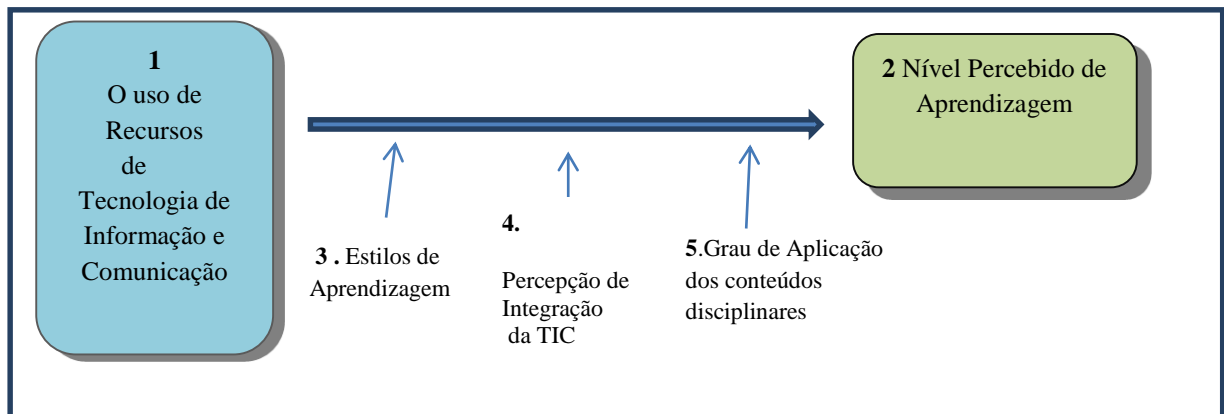 1
O uso de
Recursos
de
Tecnologia de
Informação e
Comunicação
2 Nível Percebido de
Aprendizagem
3 . Estilos de
Aprendizagem
4.
Percepção de
Integração
da TIC
5.Grau de Aplicação
dos conteúdos
disciplinares